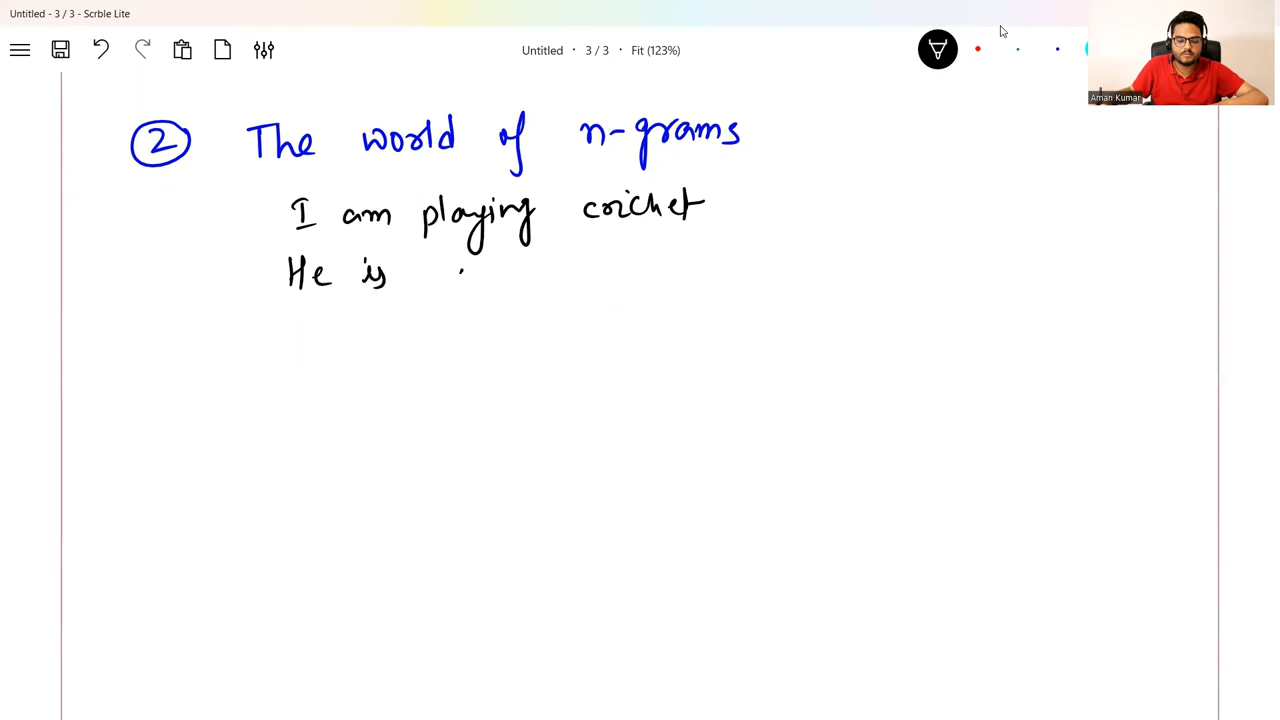 Untitled - 3 / 3 - Scrble Lite
Untitled • 3 / 3 • Fit (123%)
Aman Kumar
② The world of n-grams
I am playing cricket
He is